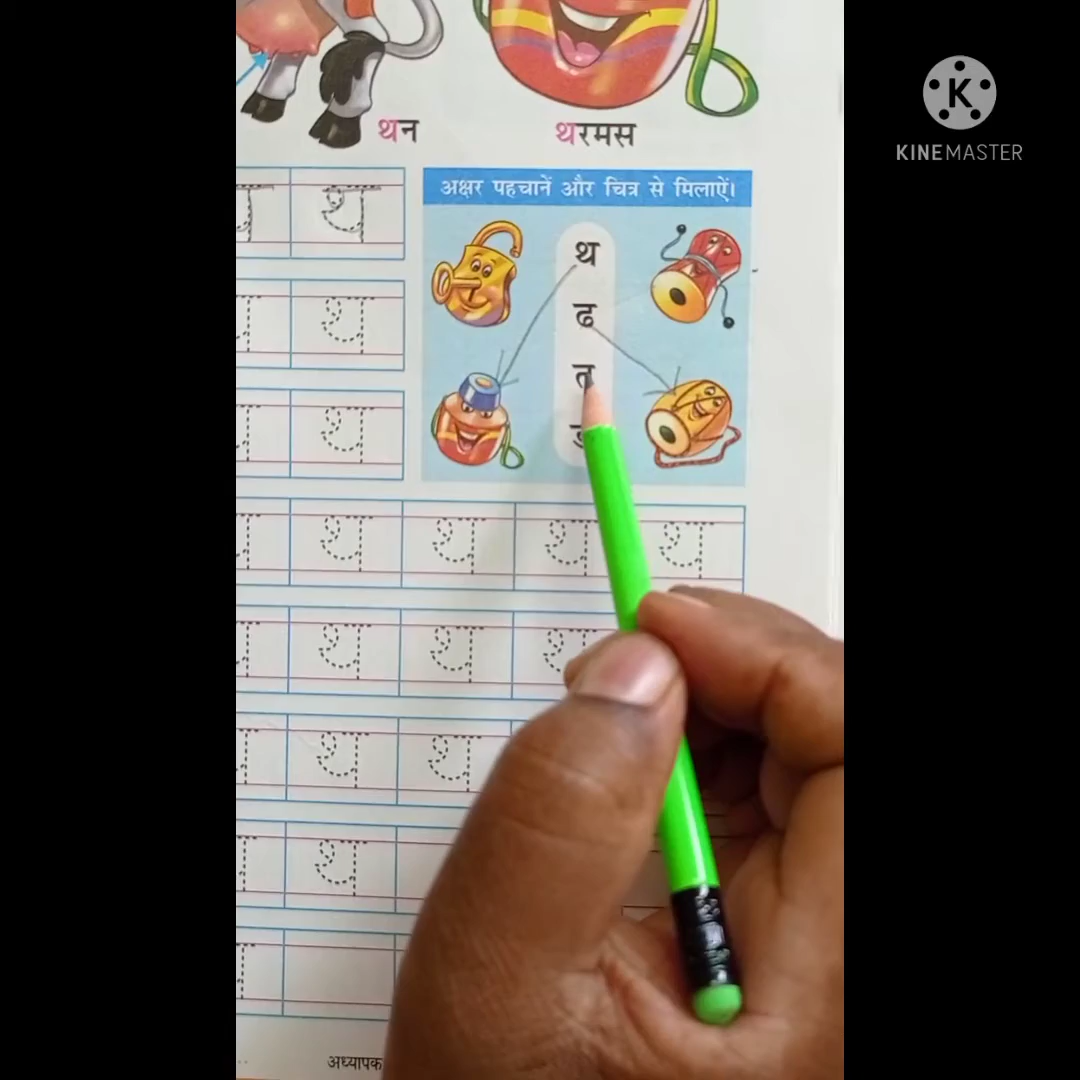 K
KINEMASTER
थन
थरमस
अक्षर पहचानें और चित्र से मिलाऐं।
थ
ढ
त
थ
थ
थ
थ थ थ थ
थ थ थ
थ थ
थ
अध्यापक